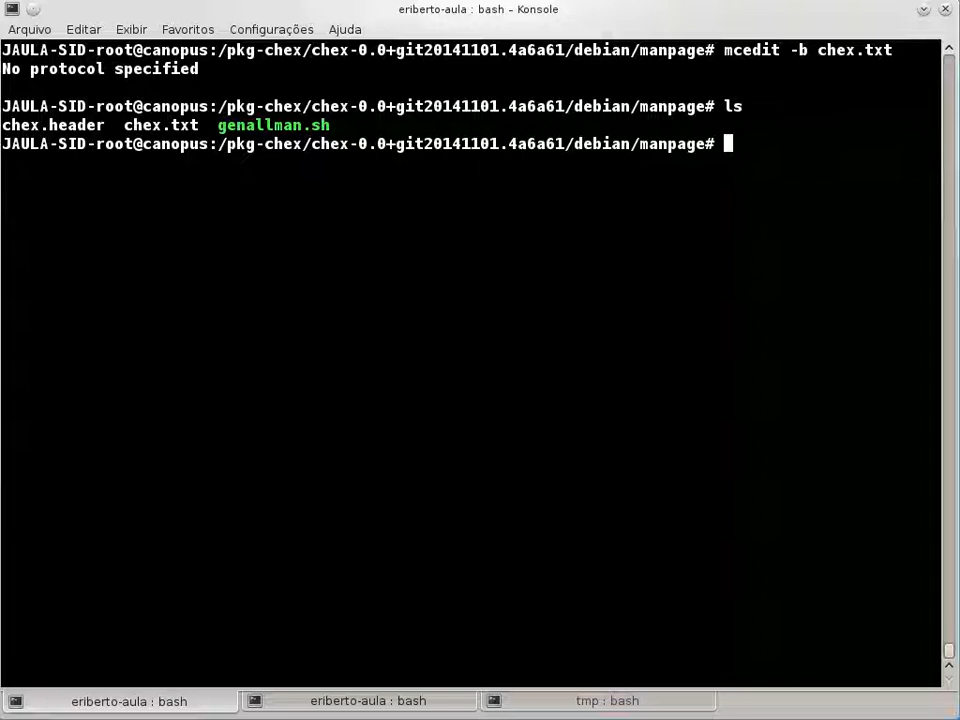 eriberto-aula : bash – Konsole
Arquivo Editar Exibir Favoritos Configurações Ajuda
JAULA-SID-root@canopus:/pkg-chex/chex-0.0+git20141101.4a6a61/debian/manpage# mcedit -b chex.txt
No protocol specified
JAULA-SID-root@canopus:/pkg-chex/chex-0.0+git20141101.4a6a61/debian/manpage# ls
chex.header chex.txt genallman.sh
JAULA-SID-root@canopus:/pkg-chex/chex-0.0+git20141101.4a6a61/debian/manpage#
eriberto-aula : bash eriberto-aula : bash tmp : bash